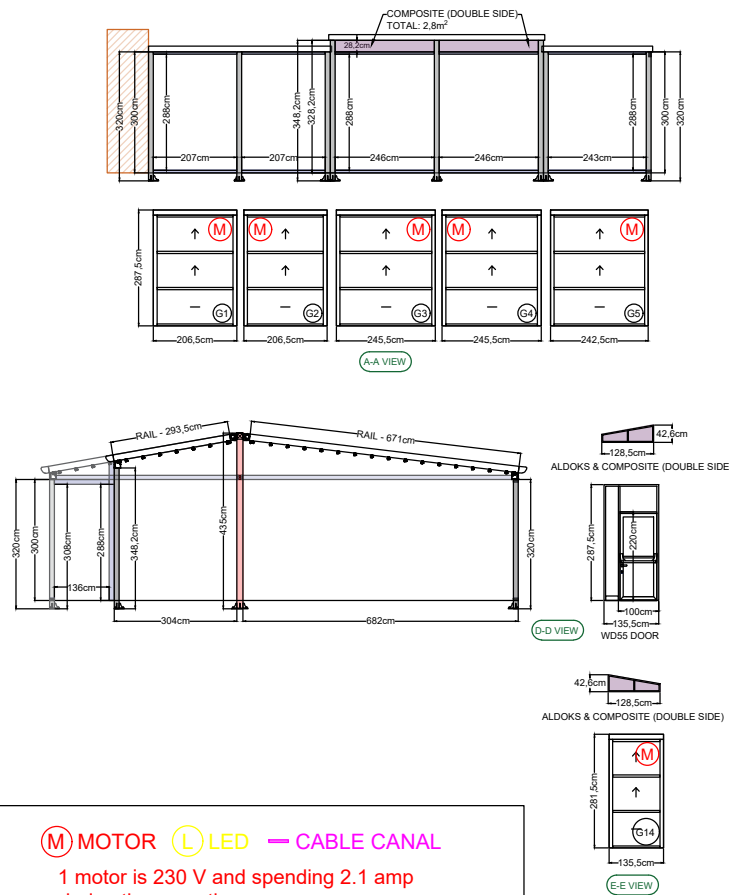 COMPOSITE (DOUBLE SIDE)
TOTAL: 2,8m²
28,2cm
320cm
300cm
288cm
348,2cm
328,2cm
288cm
288cm
300cm
320cm
207cm
207cm
246cm
246cm
243cm
287,5cm
M
M
M
M
M
G1
G2
G3
G4
G5
206,5cm
206,5cm
245,5cm
245,5cm
242,5cm
A-A VIEW
RAIL - 293,5cm
RAIL - 671cm
320cm
300cm
308cm
288cm
348,2cm
435cm
320cm
136cm
304cm
682cm
D-D VIEW
42,6cm
128,5cm
ALDOKS & COMPOSITE (DOUBLE SIDE
287,5cm
220cm
100cm
135,5cm
WD55 DOOR
42,6cm
128,5cm
ALDOKS & COMPOSITE (DOUBLE SIDE)
281,5cm
M
G14
135,5cm
E-E VIEW
M MOTOR L LED CABLE CANAL
1 motor is 230 V and spending 2.1 amp